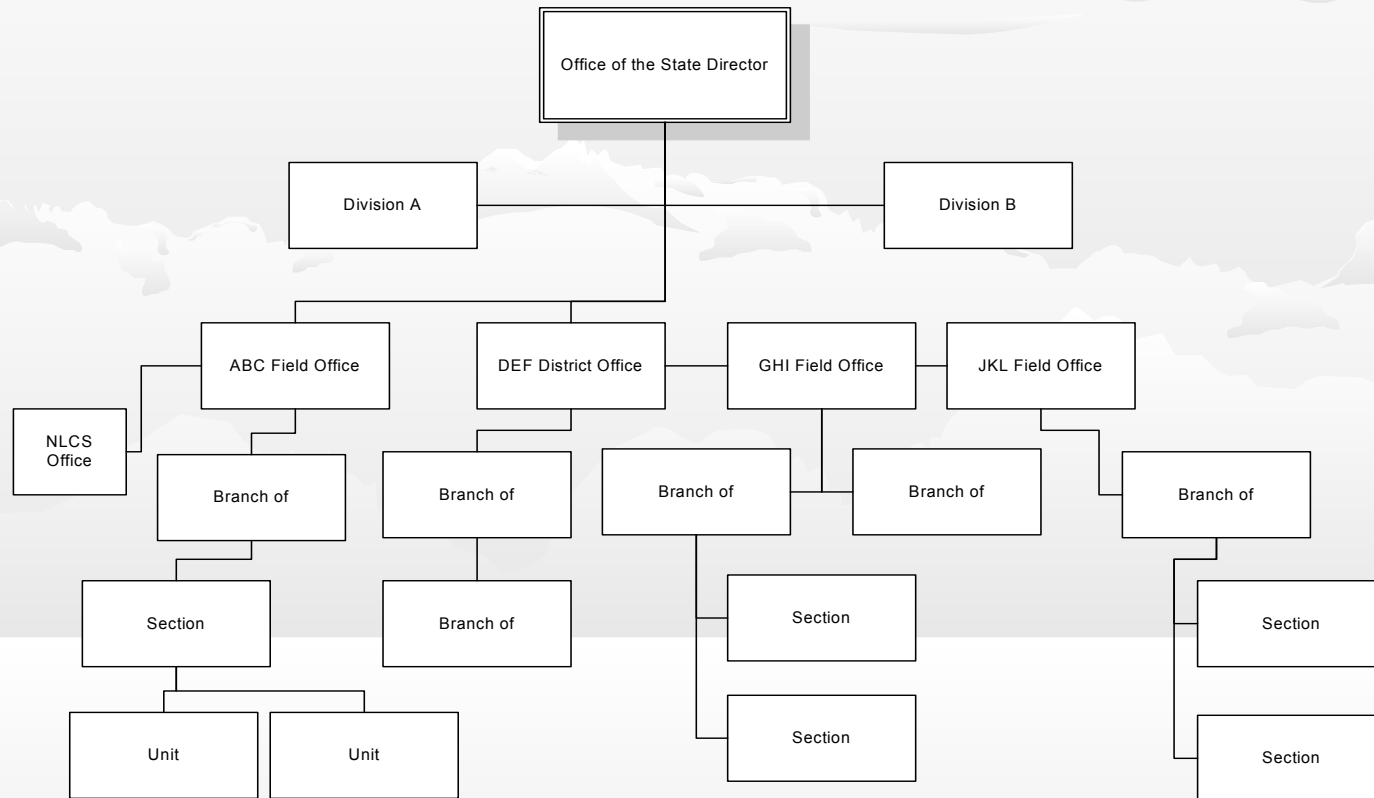 Office of the State Director
Division A
Division B
ABC Field Office
DEF District Office
GHI Field Office
JKL Field Office
NLCS
Office
Branch of
Branch of
Branch of
Branch of
Branch of
Section
Branch of
Section
Section
Unit
Unit
Section
Section